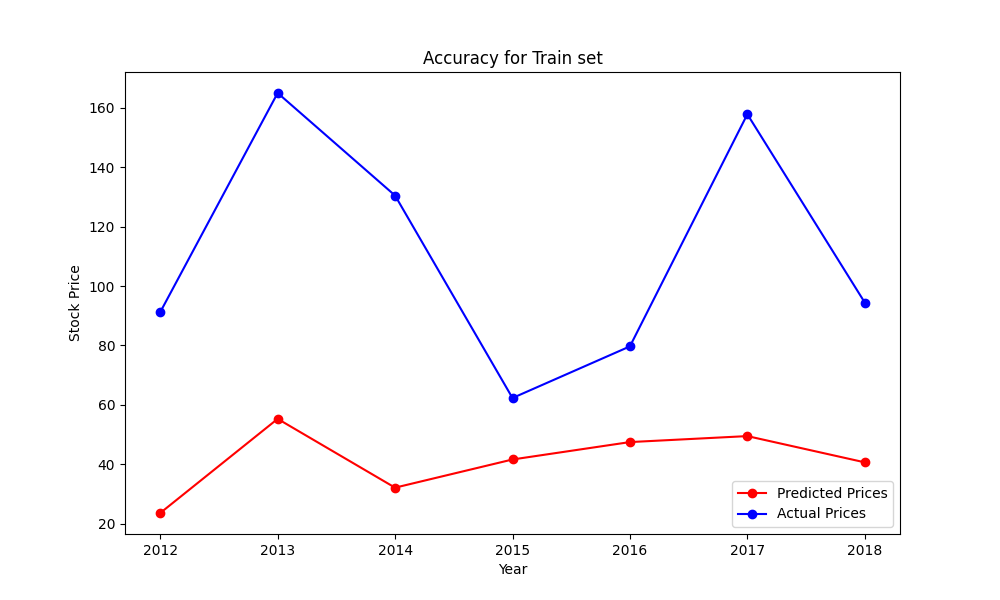 Accuracy for Train set
160
140
120
100
80
60
40
20
Stock Price
Predicted Prices
Actual Prices
2012 2013 2014 2015 2016 2017 2018
Year